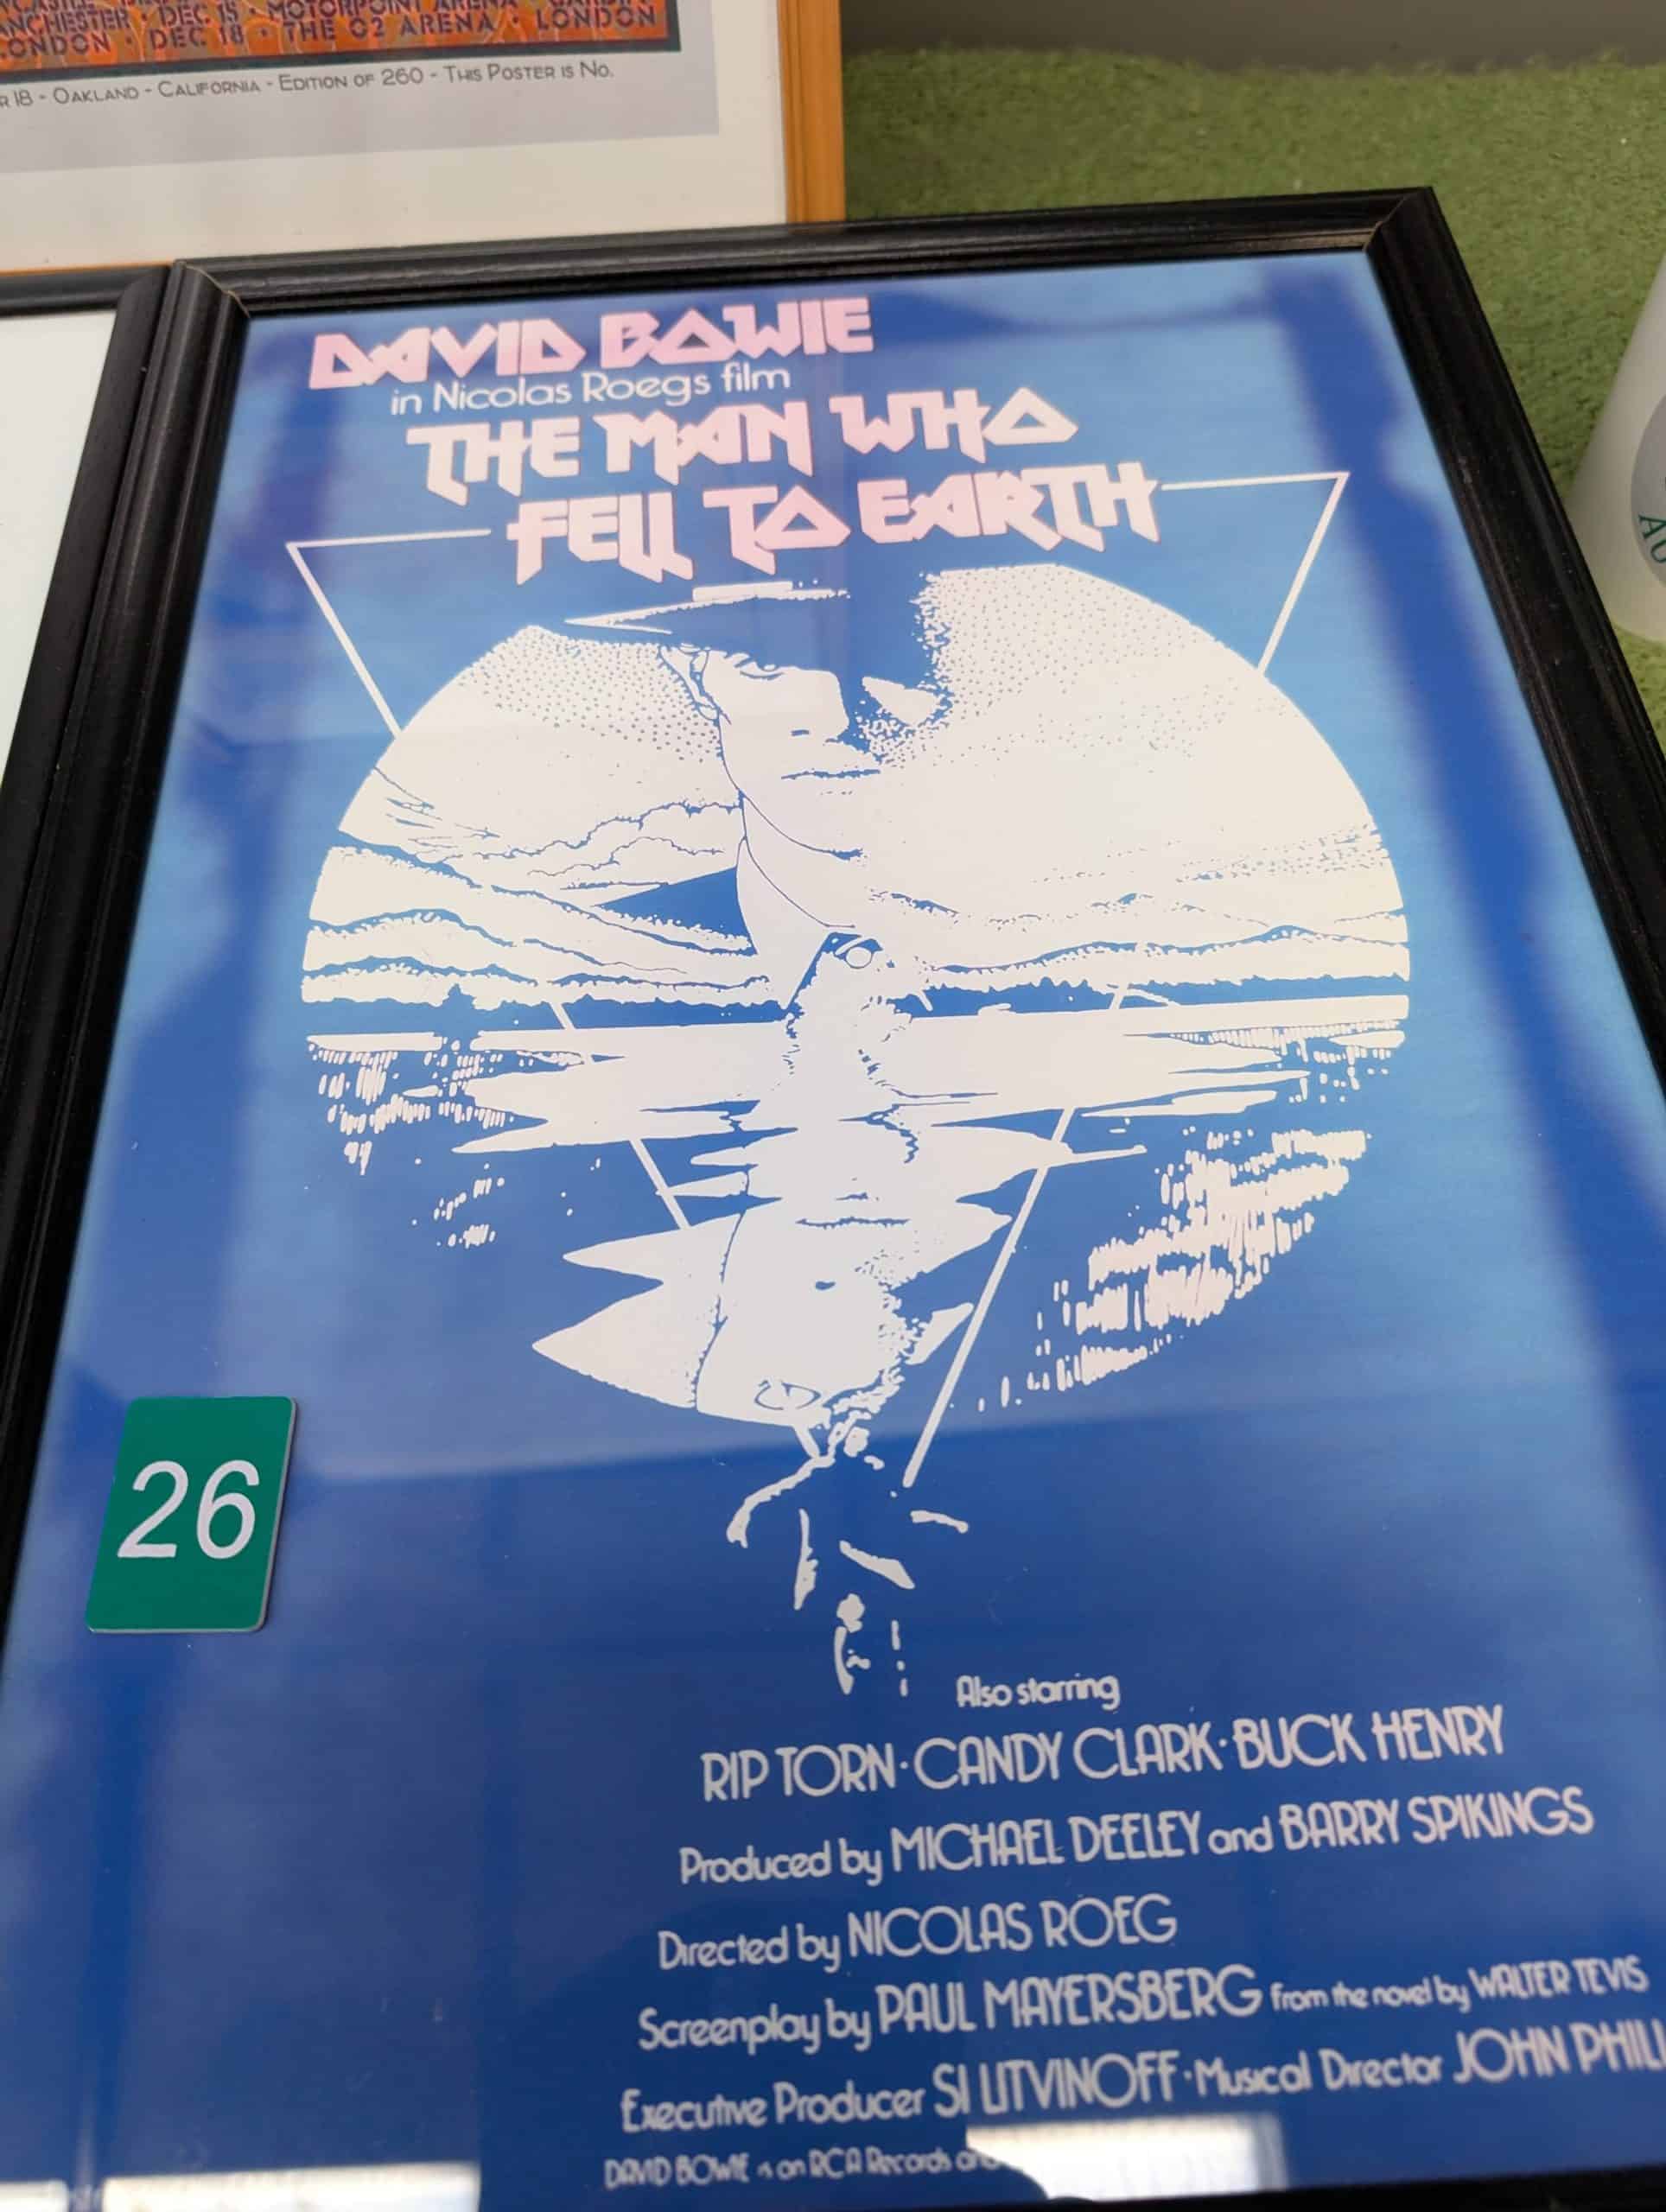 DEC 15 • MOTORPOINT ARENA
LONDON • DEC 18 • THE O2 ARENA • LONDON
18 - OAKLAND - CALIFORNIA - EDITION OF 260 - THIS POSTER IS NO.
DAVID BOWIE
in Nicolas Roegs film
THE MAN WHO
FELL TO EARTH
26
Also starring
RIP TORN · CANDY CLARK · BUCK HENRY
Produced by MICHAEL DEELEY and BARRY SPIKINGS
Directed by NICOLAS ROEG
Screenplay by PAUL MAYERSBERG from the novel by WALTER TEVIS
Executive Producer SI LITVINOFF · Musical Director JOHN PHILL
DAVID BOWIE is on RCA Records